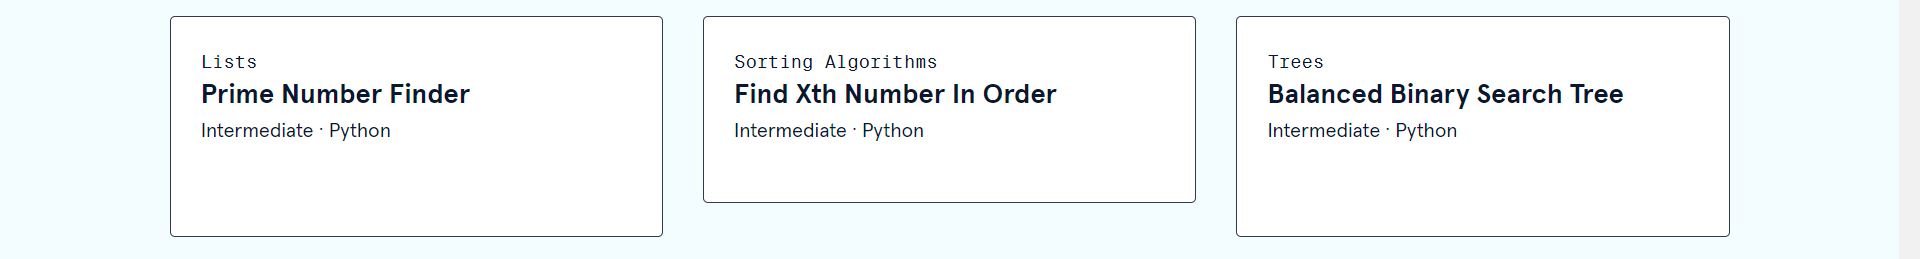 Lists
Prime Number Finder
Intermediate · Python
Sorting Algorithms
Find Xth Number In Order
Intermediate · Python
Trees
Balanced Binary Search Tree
Intermediate · Python